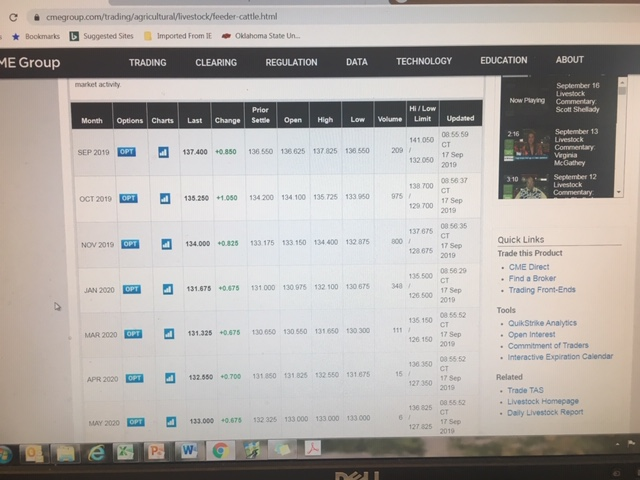 cmegroup.com/trading/agricultural/livestock/feeder-cattle.html
Bookmarks Suggested Sites Imported From IE Oklahoma State Un...
ME Group TRADING CLEARING REGULATION DATA TECHNOLOGY EDUCATION ABOUT
market activity.
Month Options Charts Last Change Prior Settle Open High Low Volume Hi / Low Limit Updated
SEP 2019 OPT 137.400 +0.850 136.550 136.625 137.825 136.550 209 141.050 / 132.050 08:55:59 CT 17 Sep 2019
OCT 2019 OPT 135.250 +1.050 134.200 134.100 135.725 133.950 975 138.700 / 129.700 08:56:37 CT 17 Sep 2019
NOV 2019 OPT 134.000 +0.825 133.175 133.150 134.400 132.875 800 137.675 / 128.675 08:56:35 CT 17 Sep 2019
JAN 2020 OPT 131.675 +0.675 131.000 130.975 132.100 130.675 348 135.500 / 126.500 08:56:29 CT 17 Sep 2019
MAR 2020 OPT 131.325 +0.675 130.650 130.550 131.650 130.300 111 135.150 / 126.150 08:55:52 CT 17 Sep 2019
APR 2020 OPT 132.550 +0.700 131.850 131.825 132.550 131.675 15 136.350 / 127.350 08:55:52 CT 17 Sep 2019
MAY 2020 OPT 133.000 +0.675 132.325 133.000 133.000 133.000 6 136.825 / 127.825 08:55:52 CT 17 Sep 2019
Now Playing
September 16
Livestock
Commentary:
Scott Shellady
2:16
September 13
Livestock
Commentary:
Virginia
McGathey
3:10
September 12
Livestock
Commentary:
Quick Links
Trade this Product
CME Direct
Find a Broker
Trading Front-Ends
Tools
QuikStrike Analytics
Open Interest
Commitment of Traders
Interactive Expiration Calendar
Related
Trade TAS
Livestock Homepage
Daily Livestock Report
DELL